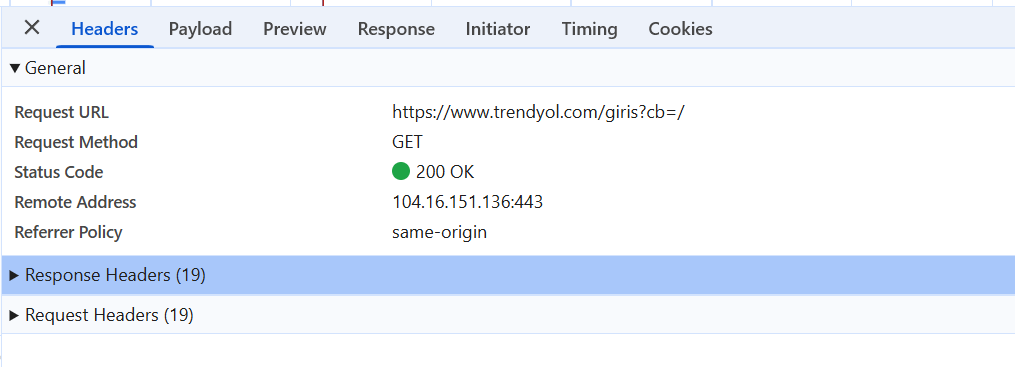 Headers Payload Preview Response Initiator Timing Cookies
General
Request URL https://www.trendyol.com/giris?cb=/
Request Method GET
Status Code 200 OK
Remote Address 104.16.151.136:443
Referrer Policy same-origin
Response Headers (19)
Request Headers (19)